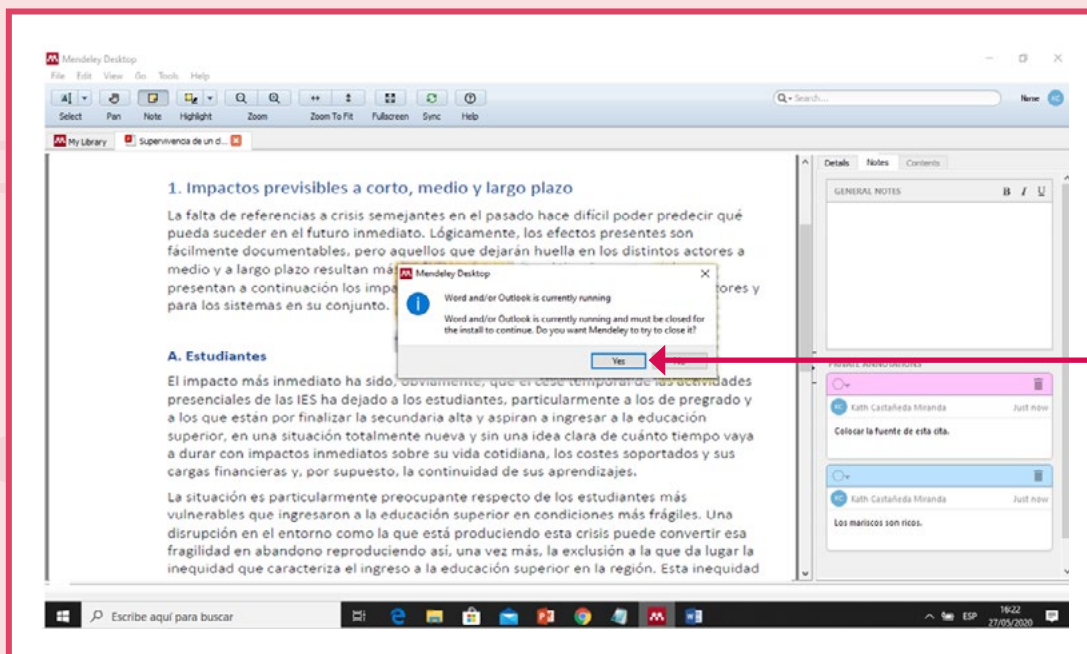 Mendeley Desktop
File Edit View Go Tools Help
Select Pan Note Highlight Zoom Zoom To Fit Fullscreen Sync Help
Search...
My Library
Supervivencia de un d...
Details Notes Contents
1. Impactos previsibles a corto, medio y largo plazo
La falta de referencias a crisis semejantes en el pasado hace difícil poder predecir qué
pueda suceder en el futuro inmediato. Lógicamente, los efectos presentes son
fácilmente documentables, pero aquellos que dejarán huella en los distintos actores a
medio y a largo plazo resultan
presentan a continuación los
para los sistemas en su conjunto.
Mendeley Desktop
Word and/or Outlook is currently running
Word and/or Outlook is currently running and must be closed for
the install to continue. Do you want Mendeley to try to close it?
Yes
A. Estudiantes
El impacto más inmediato ha sido, obviamente, que el cese temporal de las actividades
presenciales de las IES ha dejado a los estudiantes, particularmente a los de pregrado y
a los que están por finalizar la secundaria alta y aspiran a ingresar a la educación
superior, en una situación totalmente nueva y sin una idea clara de cuánto tiempo vaya
a durar con impactos inmediatos sobre su vida cotidiana, los costes soportados y sus
cargas financieras y, por supuesto, la continuidad de sus aprendizajes.
La situación es particularmente preocupante respecto de los estudiantes más
vulnerables que ingresaron a la educación superior en condiciones más frágiles. Una
disrupción en el entorno como la que está produciendo esta crisis puede convertir esa
fragilidad en abandono reproduciendo así, una vez más, la exclusión a la que da lugar la
inequidad que caracteriza el ingreso a la educación superior en la región. Esta inequidad
GENERAL NOTES B I U
PRIVATE ANNOTATIONS
Kath Castañeda Miranda Just now
Colocar la fuente de esta cita.
Kath Castañeda Miranda Just now
Los mariscos son ricos.
Escribe aquí para buscar
ESP
16:22
27/05/2020